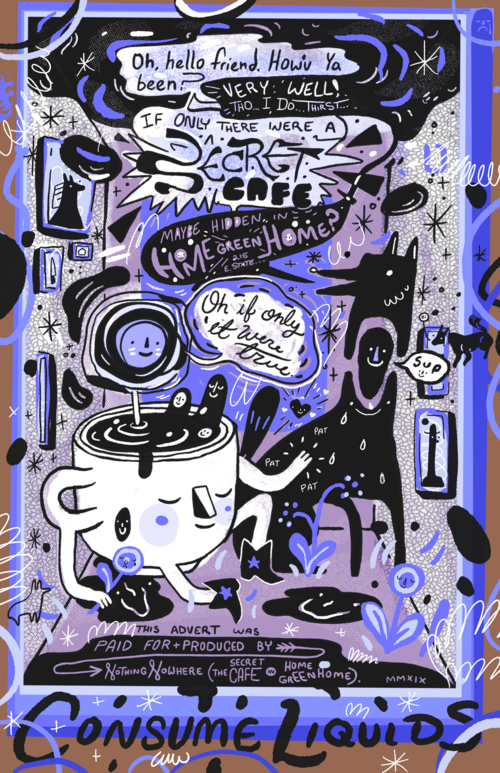 Oh, hello friend. How'v Ya
been?
VERY WELL!
THO... I DO... THIRST...
IF ONLY THERE WERE A
SECRET
CAFE
MAYBE HIDDEN, IN
HOME GREEN HOME?
215
E. STATE...
Oh if only
it were
true
SUP
PAT
PAT
PAT
THIS ADVERT WAS
PAID FOR + PRODUCED BY
NOTHING NOWHERE (THE SECRET CAFE IN HOME GREEN HOME).
MMXIX
CONSUME LIQUIDS